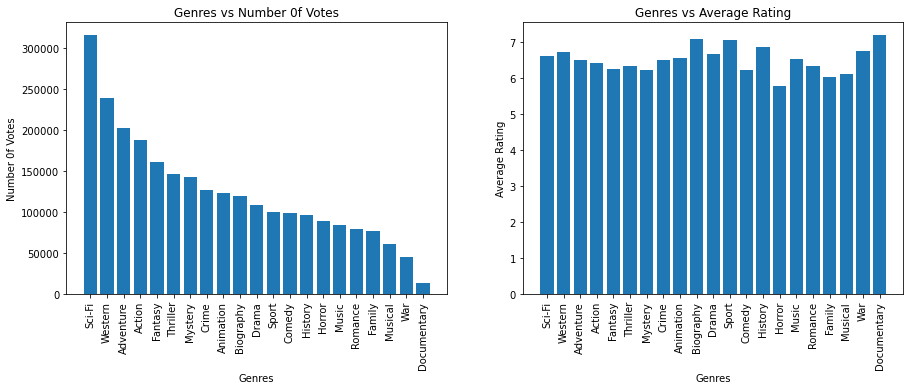 Genres vs Number 0f Votes
Number 0f Votes
300000
250000
200000
150000
100000
50000
0
Sci-Fi
Western
Adventure
Action
Fantasy
Thriller
Mystery
Crime
Animation
Biography
Drama
Sport
Comedy
History
Horror
Music
Romance
Family
Musical
War
Documentary
Genres
Genres vs Average Rating
Average Rating
7
6
5
4
3
2
1
0
Sci-Fi
Western
Adventure
Action
Fantasy
Thriller
Mystery
Crime
Animation
Biography
Drama
Sport
Comedy
History
Horror
Music
Romance
Family
Musical
War
Documentary
Genres